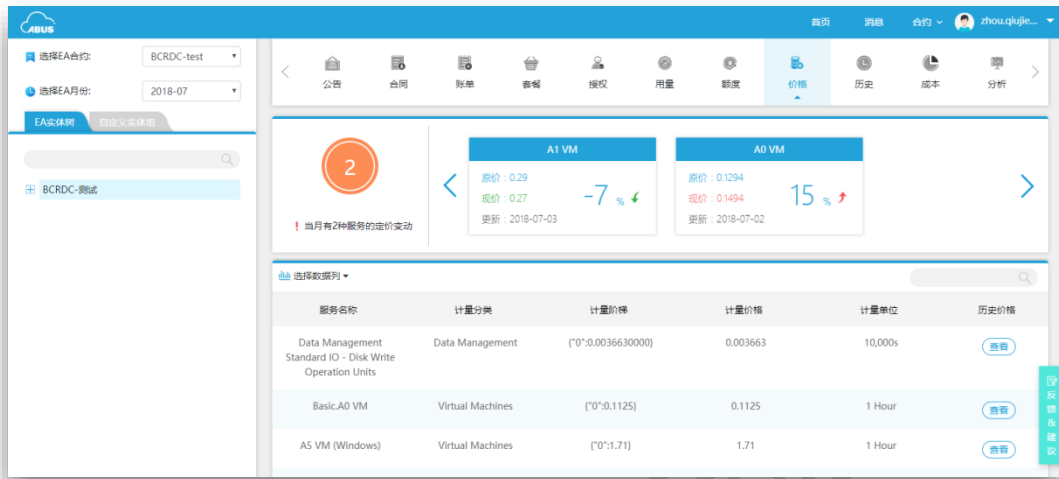 ABUS
首页 消息 合约 zhou.qiujie...
选择EA合约: BCRDC-test
选择EA月份: 2018-07
EA实体树 自定义实体组
BCRDC-测试
公告 合同 账单 套餐 授权 用量 额度 价格 历史 成本 分析
2
! 当月有2种服务的定价变动
A1 VM
原价 : 0.29
现价 : 0.27
更新 : 2018-07-03
-7 %
A0 VM
原价 : 0.1294
现价 : 0.1494
更新 : 2018-07-02
15 %
选择数据列
服务名称 计量分类 计量阶梯 计量价格 计量单位 历史价格
Data Management
Standard IO - Disk Write
Operation Units
Data Management {"0":0.0036630000} 0.003663 10,000s 查看
Basic.A0 VM Virtual Machines {"0":0.1125} 0.1125 1 Hour 查看
A5 VM (Windows) Virtual Machines {"0":1.71} 1.71 1 Hour 查看
反馈&建议